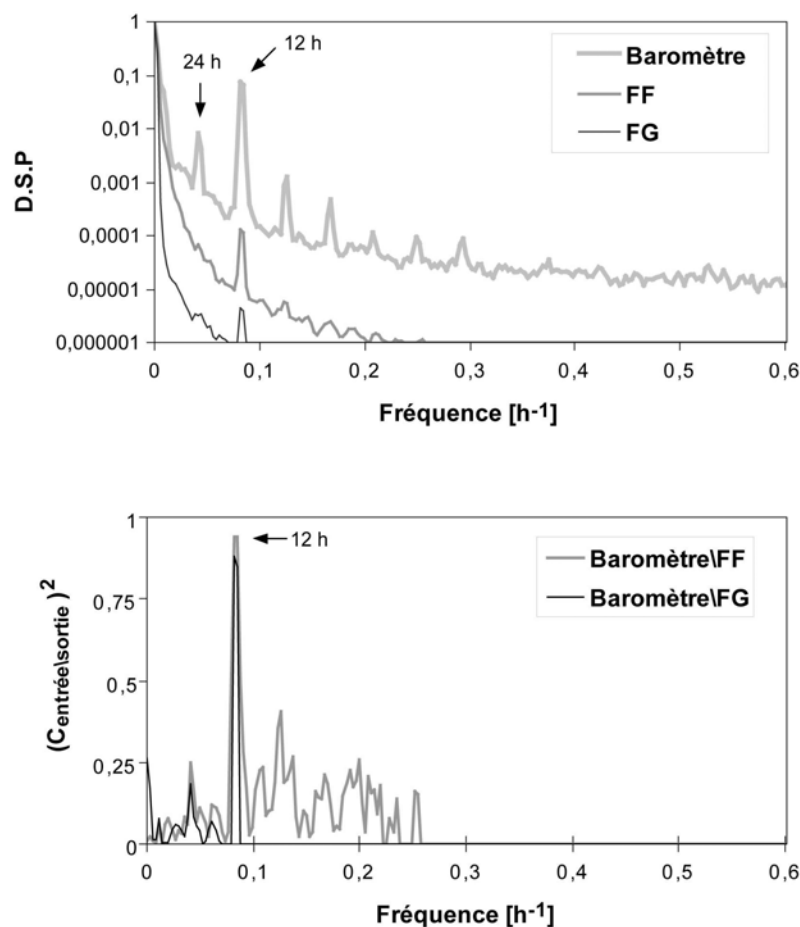 1
0,1
0,01
0,001
0,0001
0,00001
0,000001
D.S.P
24 h
12 h
Baromètre
FF
FG
0
0,1
0,2
0,3
0,4
0,5
0,6
Fréquence [h-1]
1
0.75
0,5
0,25
0
(Centrée\sortie )2
12 h
Baromètre\FF
Baromètre\FG
0
0,1
0,2
0,3
0,4
0,5
0,6
Fréquence [h-1]